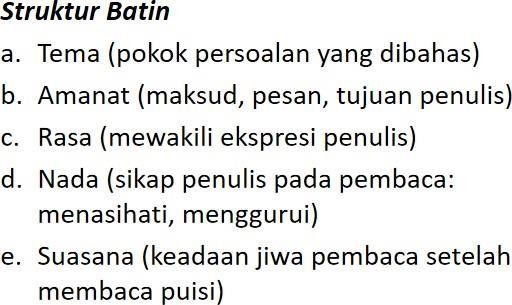 Struktur Batin
a. Tema (pokok persoalan yang dibahas)
b. Amanat (maksud, pesan, tujuan penulis)
c. Rasa (mewakili ekspresi penulis)
d. Nada (sikap penulis pada pembaca:
menasihati, menggurui)
e. Suasana (keadaan jiwa pembaca setelah
membaca puisi)